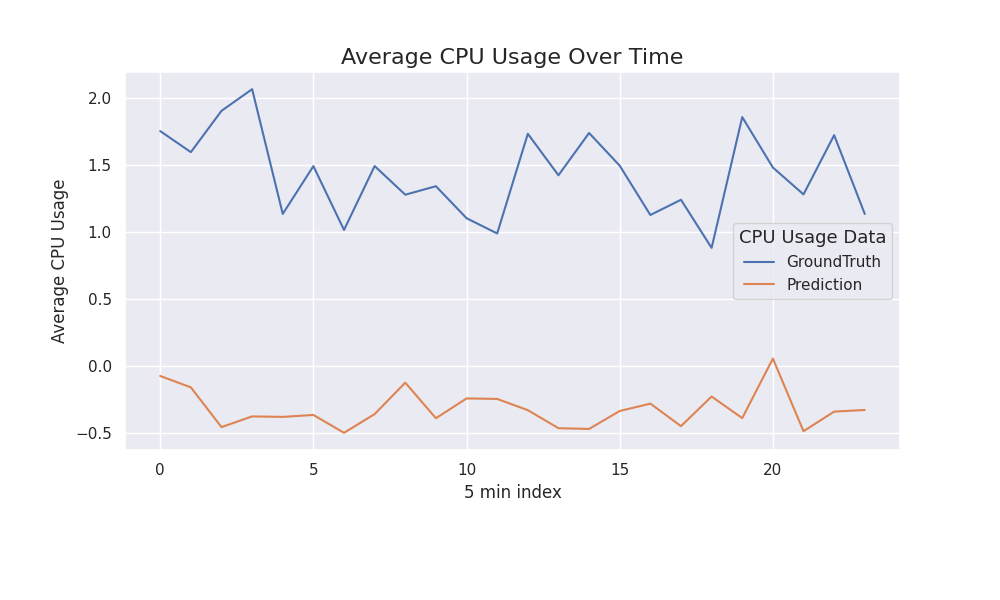 Average CPU Usage Over Time
Average CPU Usage
2.0
1.5
1.0
0.5
0.0
−0.5
0
5
10
15
20
5 min index
CPU Usage Data
GroundTruth
Prediction